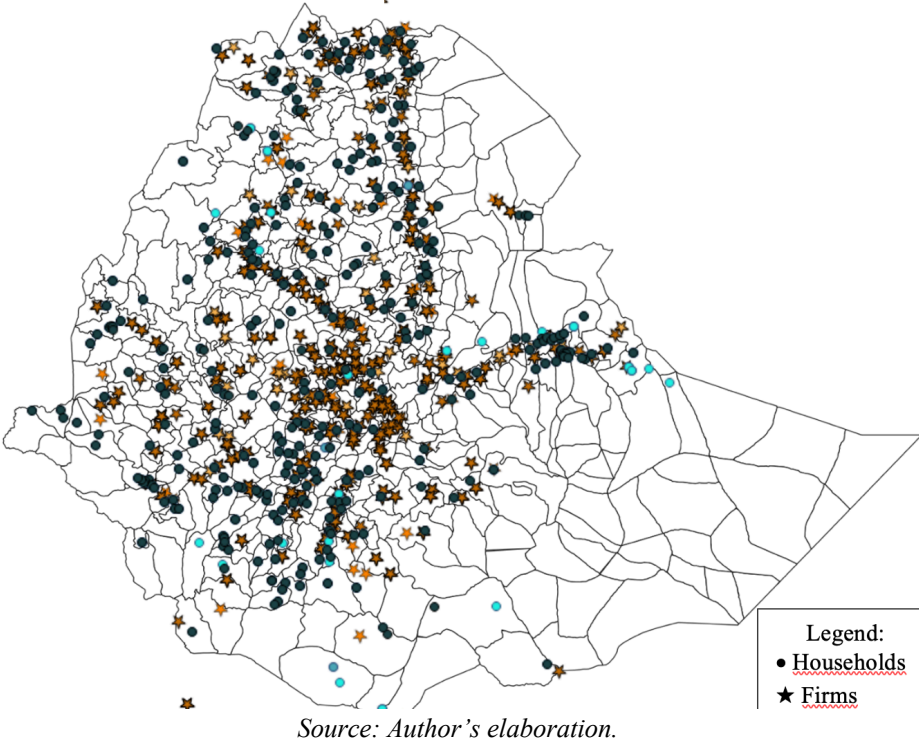 Legend:
● Households
★ Firms
Source: Author's elaboration.